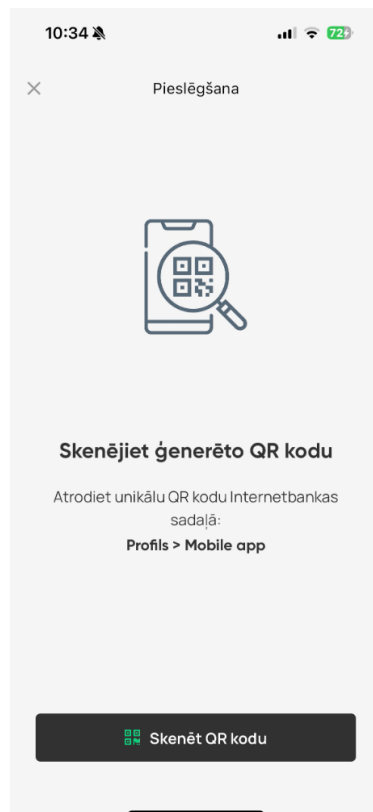 10:34
72
Pieslēgšana
Skenējiet ģenerēto QR kodu
Atrodiet unikālu QR kodu Internetbankas
sadaļā:
Profils > Mobile app
Skenēt QR kodu